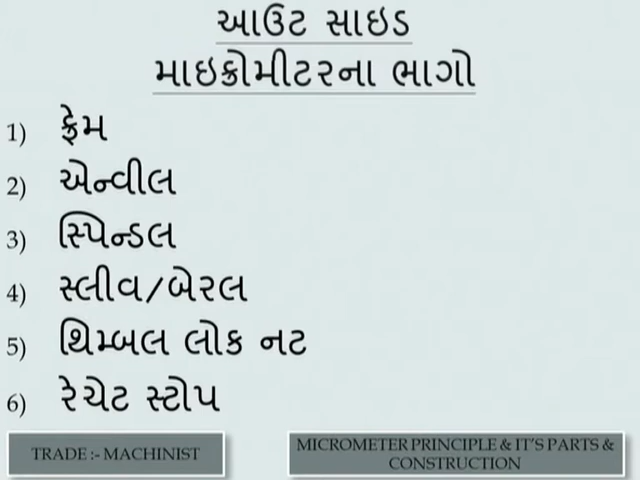 આઉટ સાઇડ
માઇક્રોમીટરના ભાગો
1) ફ્રેમ
2) એન્વીલ
3) સ્પિન્ડલ
4) સ્લીવ/બેરલ
5) થિમ્બલ લોક નટ
6) રેચેટ સ્ટોપ
TRADE :- MACHINIST
MICROMETER PRINCIPLE & IT'S PARTS &
CONSTRUCTION